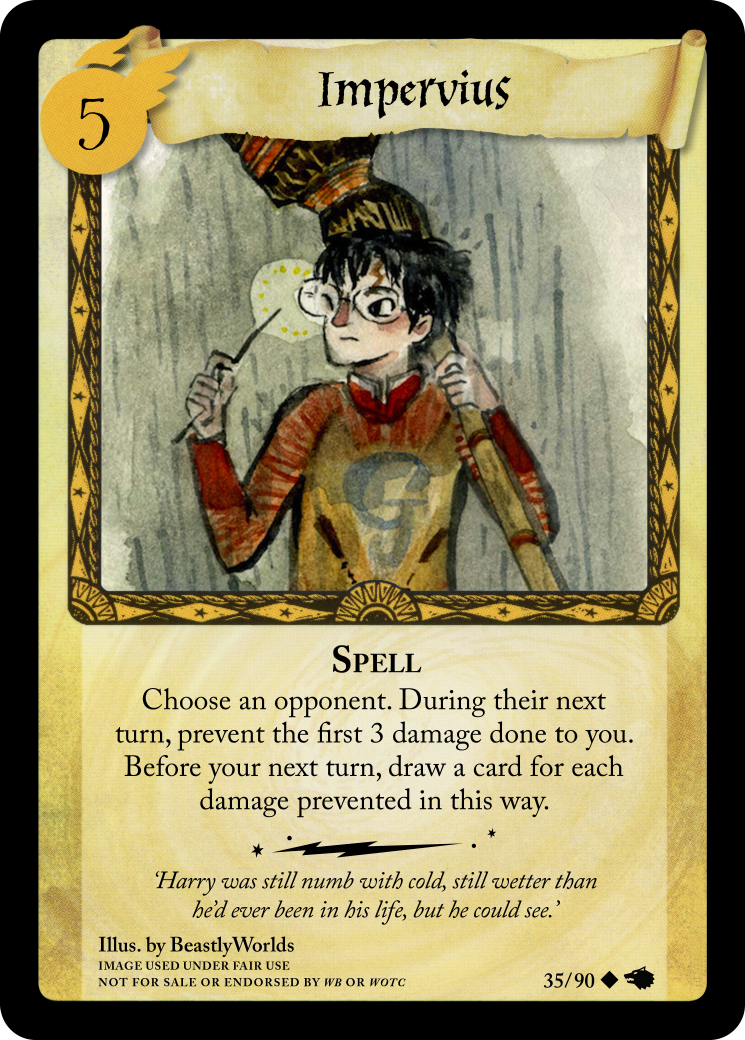 Impervius
5
G
SPELL
Choose an opponent. During their next
turn, prevent the first 3 damage done to you.
Before your next turn, draw a card for each
damage prevented in this way.
‘Harry was still numb with cold, still wetter than
he’d ever been in his life, but he could see.’
Illus. by BeastlyWorlds
IMAGE USED UNDER FAIR USE
NOT FOR SALE OR ENDORSED BY WB OR WOTC
35/90